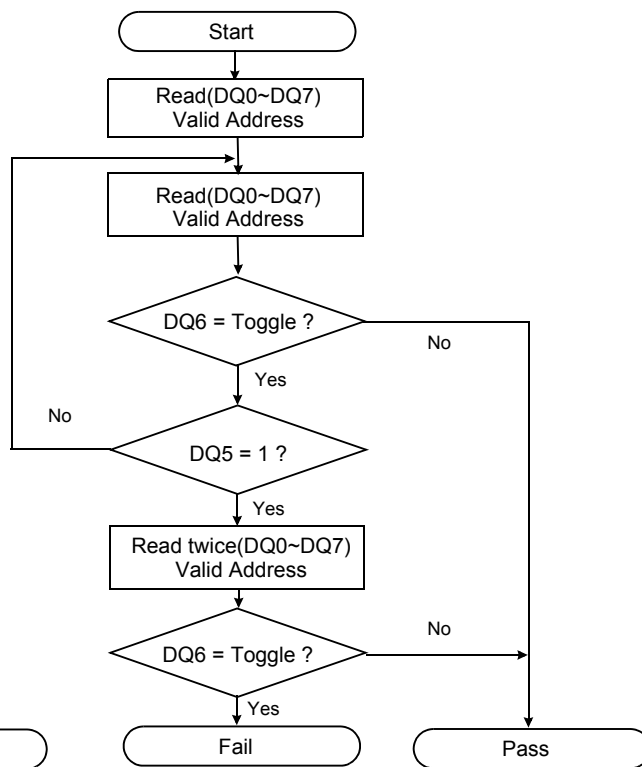 Start
Read(DQ0~DQ7)
Valid Address
Read(DQ0~DQ7)
Valid Address
DQ6 = Toggle ?
No
Yes
No
DQ5 = 1 ?
Yes
Read twice(DQ0~DQ7)
Valid Address
No
DQ6 = Toggle ?
Yes
Fail
Pass